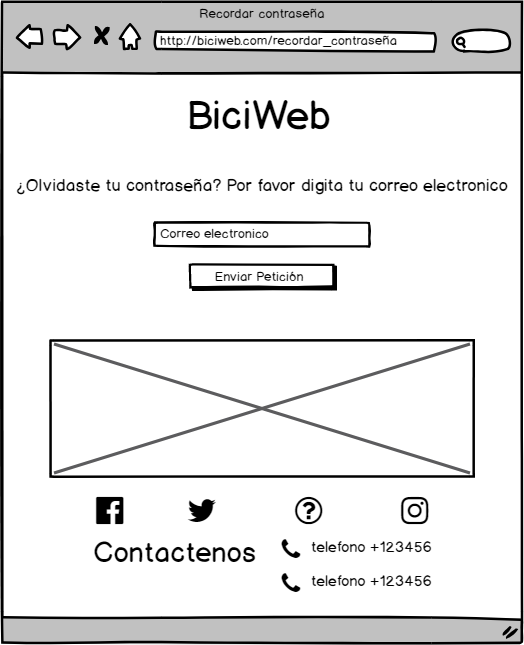 Recordar contraseña
http://biciweb.com/recordar_contraseña
BiciWeb
¿Olvidaste tu contraseña? Por favor digita tu correo electronico
Correo electronico
Enviar Petición
?
Contactenos
telefono +123456
telefono +123456